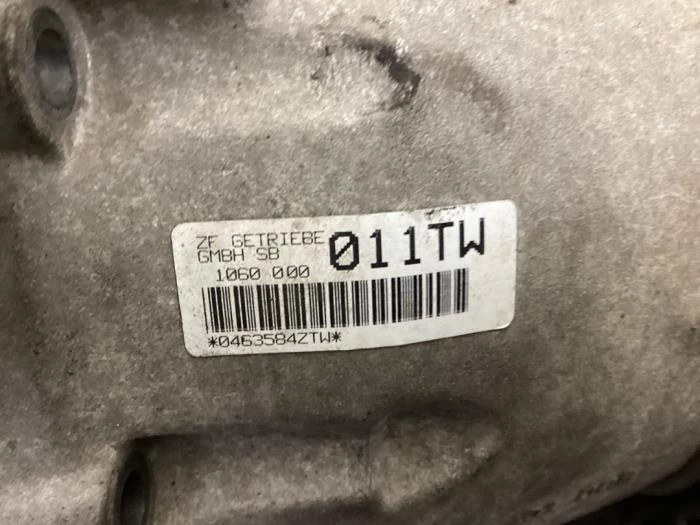 ZF GETRIEBE
GMBH SB
1060 000
011TW
*0463584ZTW*